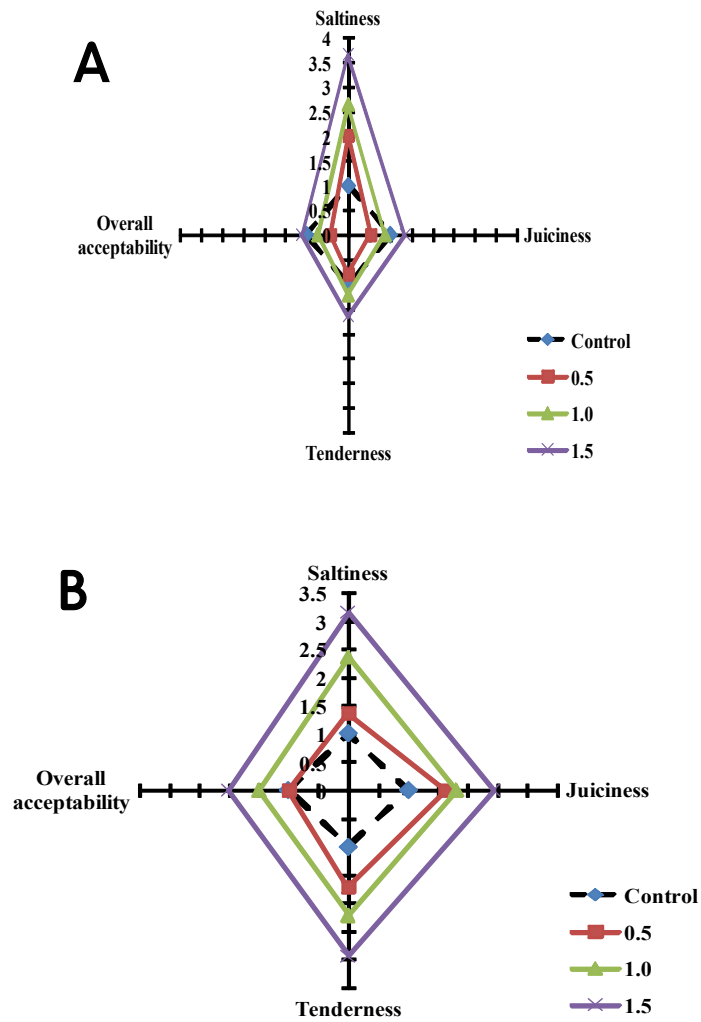 A
Saltiness
4
3.5
3
2.5
2
1.5
1
0.5
0
Overall
acceptability
Juiciness
Tenderness
Control
0.5
1.0
1.5
B
Saltiness
3.5
3
2.5
2
1.5
1
0.5
0
Overall
acceptability
Juiciness
Tenderness
Control
0.5
1.0
1.5